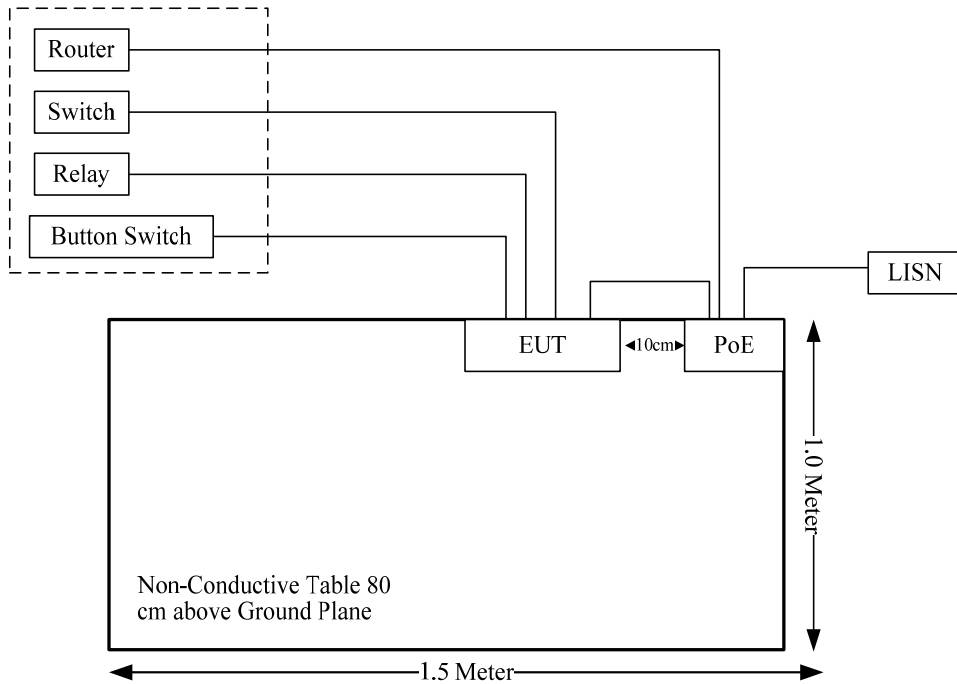 Router
Switch
Relay
Button Switch
LISN
EUT
10cm
PoE
1.0 Meter
Non-Conductive Table 80
cm above Ground Plane
1.5 Meter